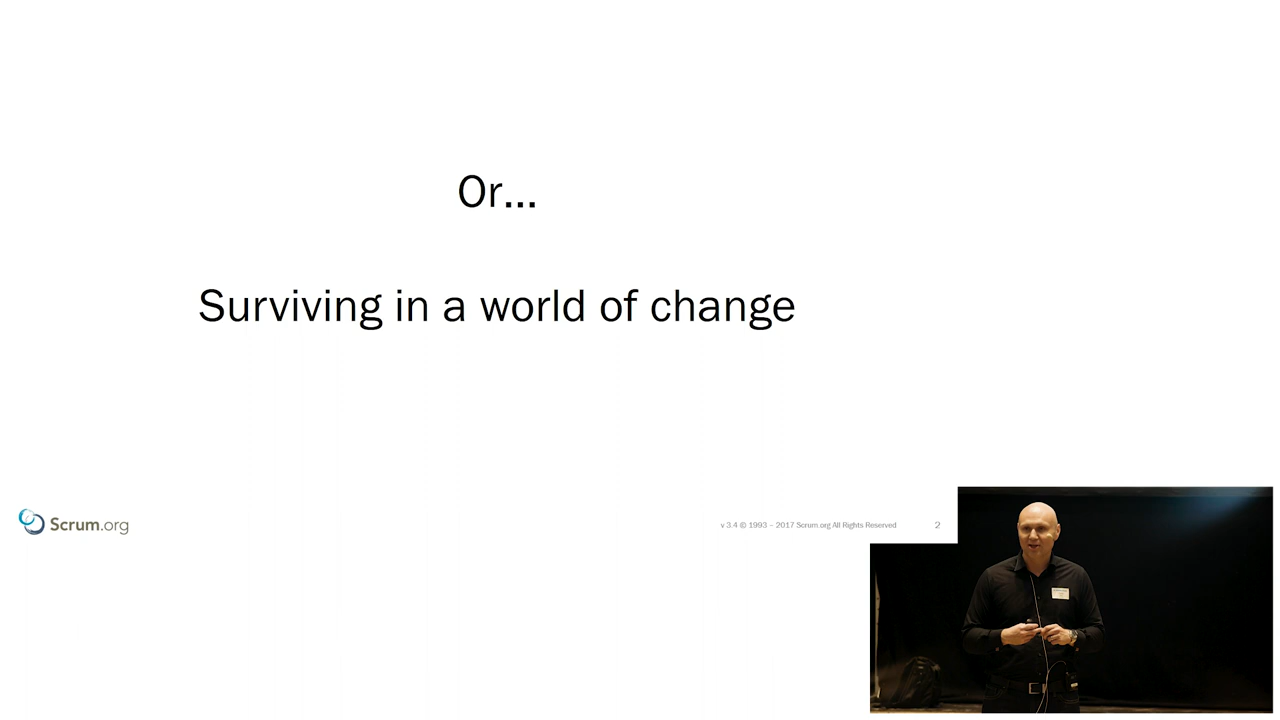 Or...
Surviving in a world of change
Scrum.org
v 3.4 © 1993 – 2017 Scrum.org All Rights Reserved
2